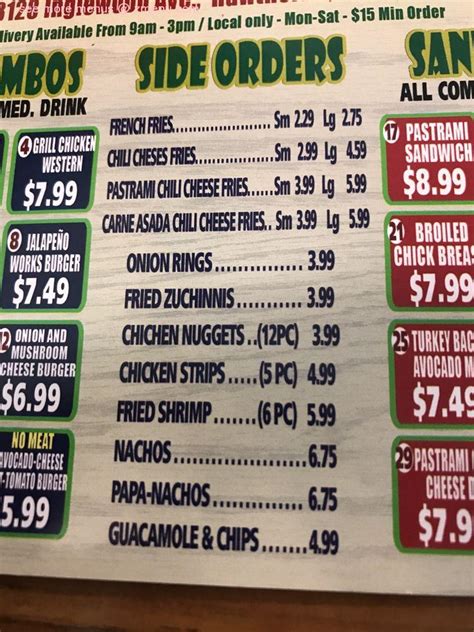 Delivery Available From 9am - 3pm / Local only - Mon-Sat - $15 Min Order
MBOS
MED. DRINK
4 GRILL CHICKEN
WESTERN
$7.99
8 JALAPEÑO
WORKS BURGER
$7.49
2 ONION AND
MUSHROOM
CHEESE BURGER
$6.99
NO MEAT
AVOCADO-CHEESE
T-TOMATO BURGER
5.99
SIDE ORDERS
FRENCH FRIES.................... Sm 2.29 Lg 2.75
CHILI CHESES FRIES............... Sm 2.99 Lg 4.59
PASTRAMI CHILI CHEESE FRIES..... Sm 3.99 Lg 5.99
CARNE ASADA CHILI CHEESE FRIES.. Sm 3.99 Lg 5.99
ONION RINGS................ 3.99
FRIED ZUCHINNIS............ 3.99
CHICHEN NUGGETS..(12PC) 3.99
CHICKEN STRIPS.....(5 PC) 4.99
FRIED SHRIMP.......(6 PC) 5.99
NACHOS......................6.75
PAPA-NACHOS................6.75
GUACAMOLE & CHIPS.......4.99
SAN
ALL COM
17 PASTRAMI
SANDWICH
$8.99
21 BROILED
CHICK BREAS
$7.99
25 TURKEY BAC
AVOCADO M
$7.49
29 PASTRAMI
CHEESE D
$7.9